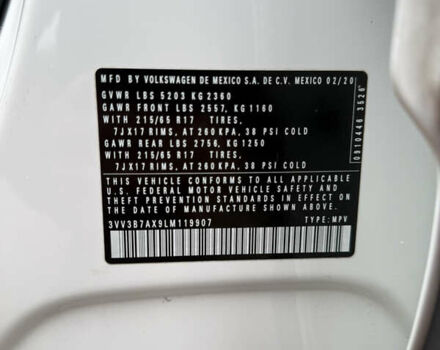 MFD BY VOLKSWAGEN DE MEXICO S.A. DE C.V. MEXICO 02/20
GVWR LBS 5203 KG 2360
GAWR FRONT LBS 2557, KG 1160
WITH 215/65 R17 TIRES,
7JX17 RIMS, AT 260 KPA, 38 PSI COLD
GAWR REAR LBS 2756, KG 1250
WITH 215/65 R17 TIRES,
7JX17 RIMS, AT 260 KPA, 38 PSI COLD
THIS VEHICLE CONFORMS TO ALL APPLICABLE
U.S. FEDERAL MOTOR VEHICLE SAFETY AND
THEFT PREVENTION STANDARDS IN EFFECT ON
THE DATE OF MANUFACTURE SHOWN ABOVE.
3VV3B7AX9LM119907 TYPE: MPV
0910446 3526